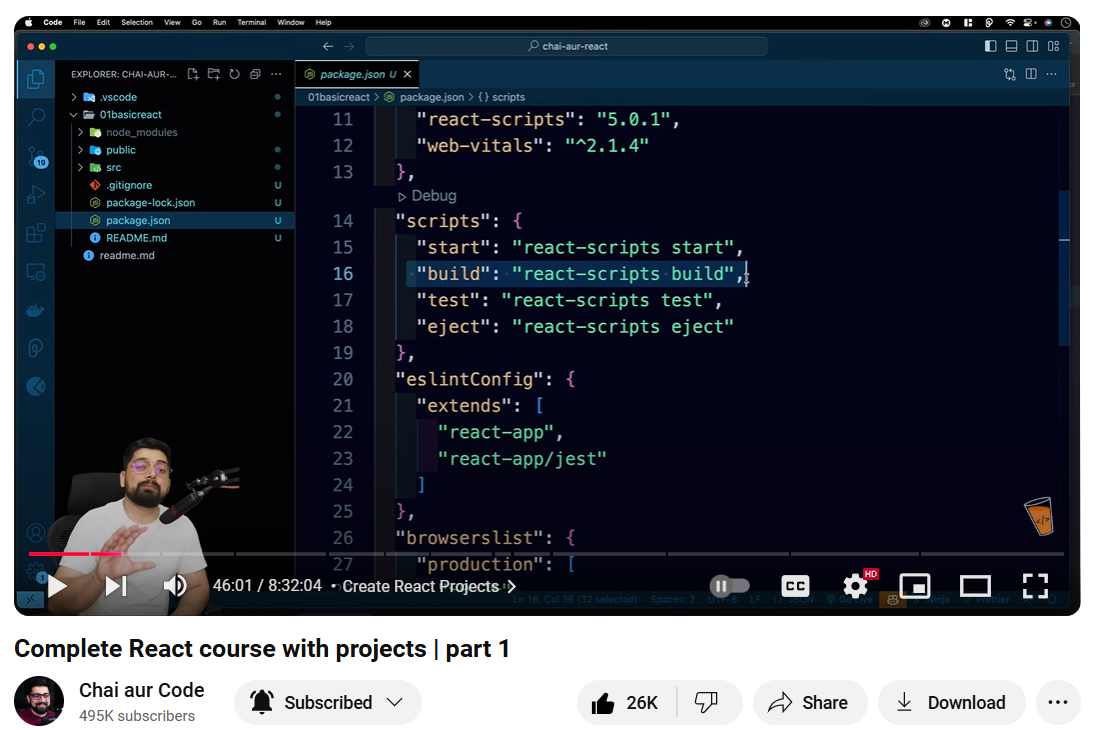 Code File Edit Selection View Go Run Terminal Window Help
chai-aur-react
EXPLORER: CHAI-AUR-...
package.json U
.vscode
01basicreact
node_modules
public
src
.gitignore U
package-lock.json U
package.json U
README.md U
readme.md
19
1
01basicreact > package.json > {} scripts
11 "react-scripts": "5.0.1",
12 "web-vitals": "^2.1.4"
13 },
Debug
14 "scripts": {
15 "start": "react-scripts start",
16 "build": "react-scripts build",
17 "test": "react-scripts test",
18 "eject": "react-scripts eject"
19 },
20 "eslintConfig": {
21 "extends": [
22 "react-app",
23 "react-app/jest"
24 ]
25 },
26 "browserslist": {
27 "production": [
</>
Ln 16, Col 36 (32 selected) Spaces: 2 UTF-8 LF
46:01 / 8:32:04 • Create React Projects
CC
HD
Complete React course with projects | part 1
Chai aur Code
495K subscribers
Subscribed
26K
Share
Download